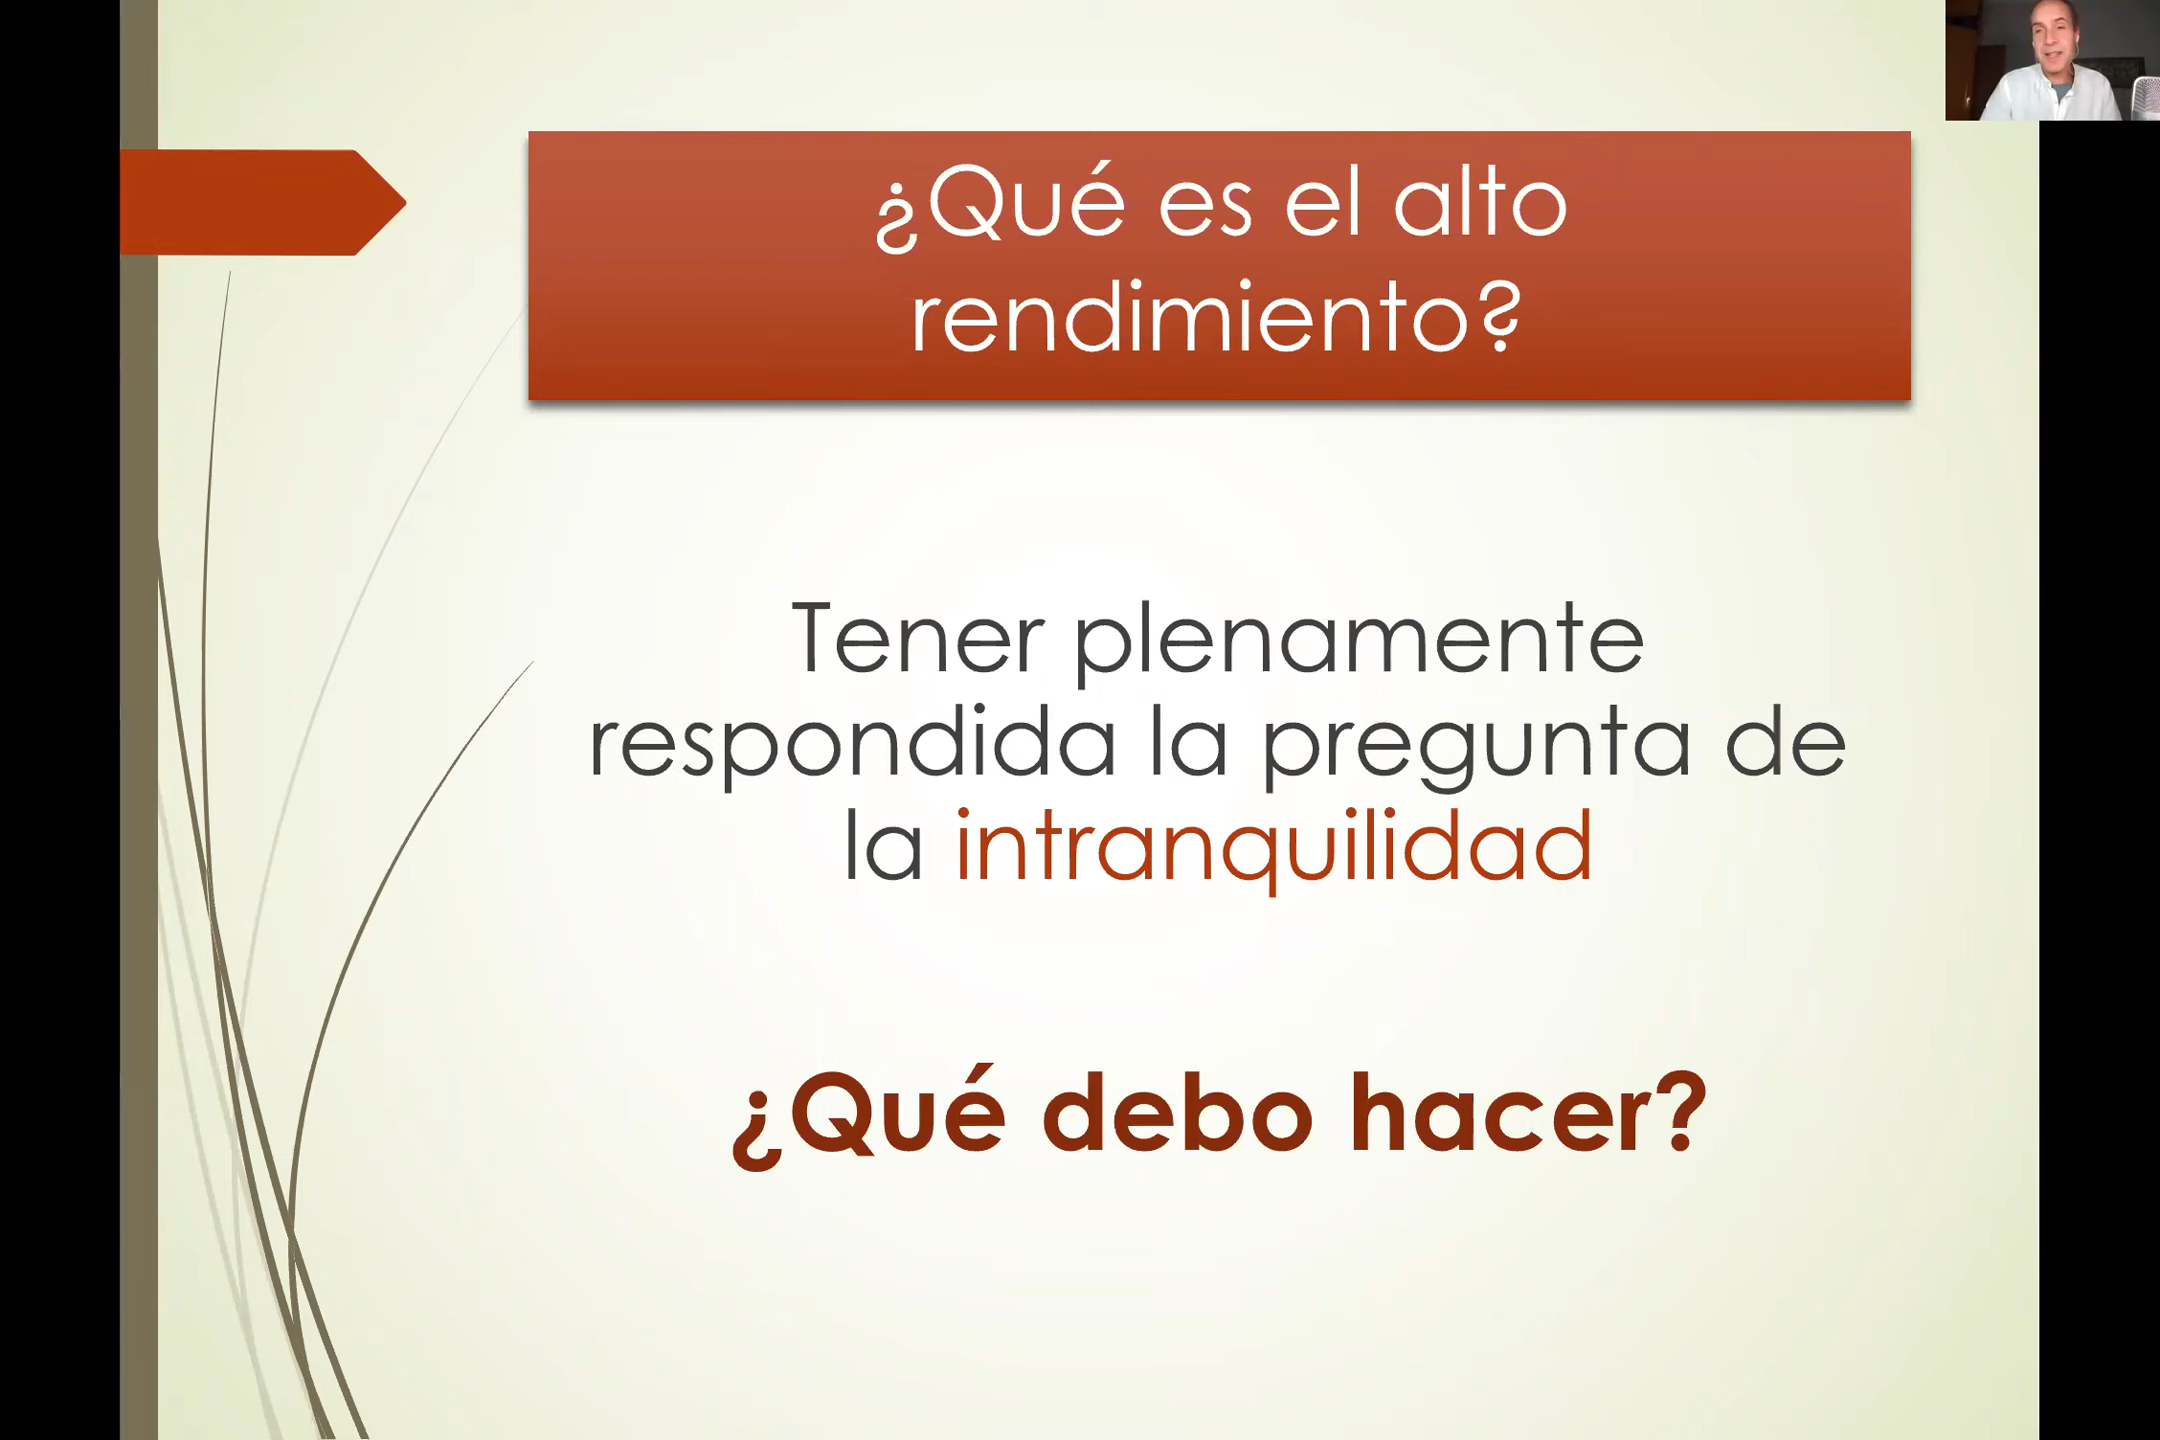 ¿Qué es el alto
rendimiento?
Tener plenamente
respondida la pregunta de
la intranquilidad
¿Qué debo hacer?